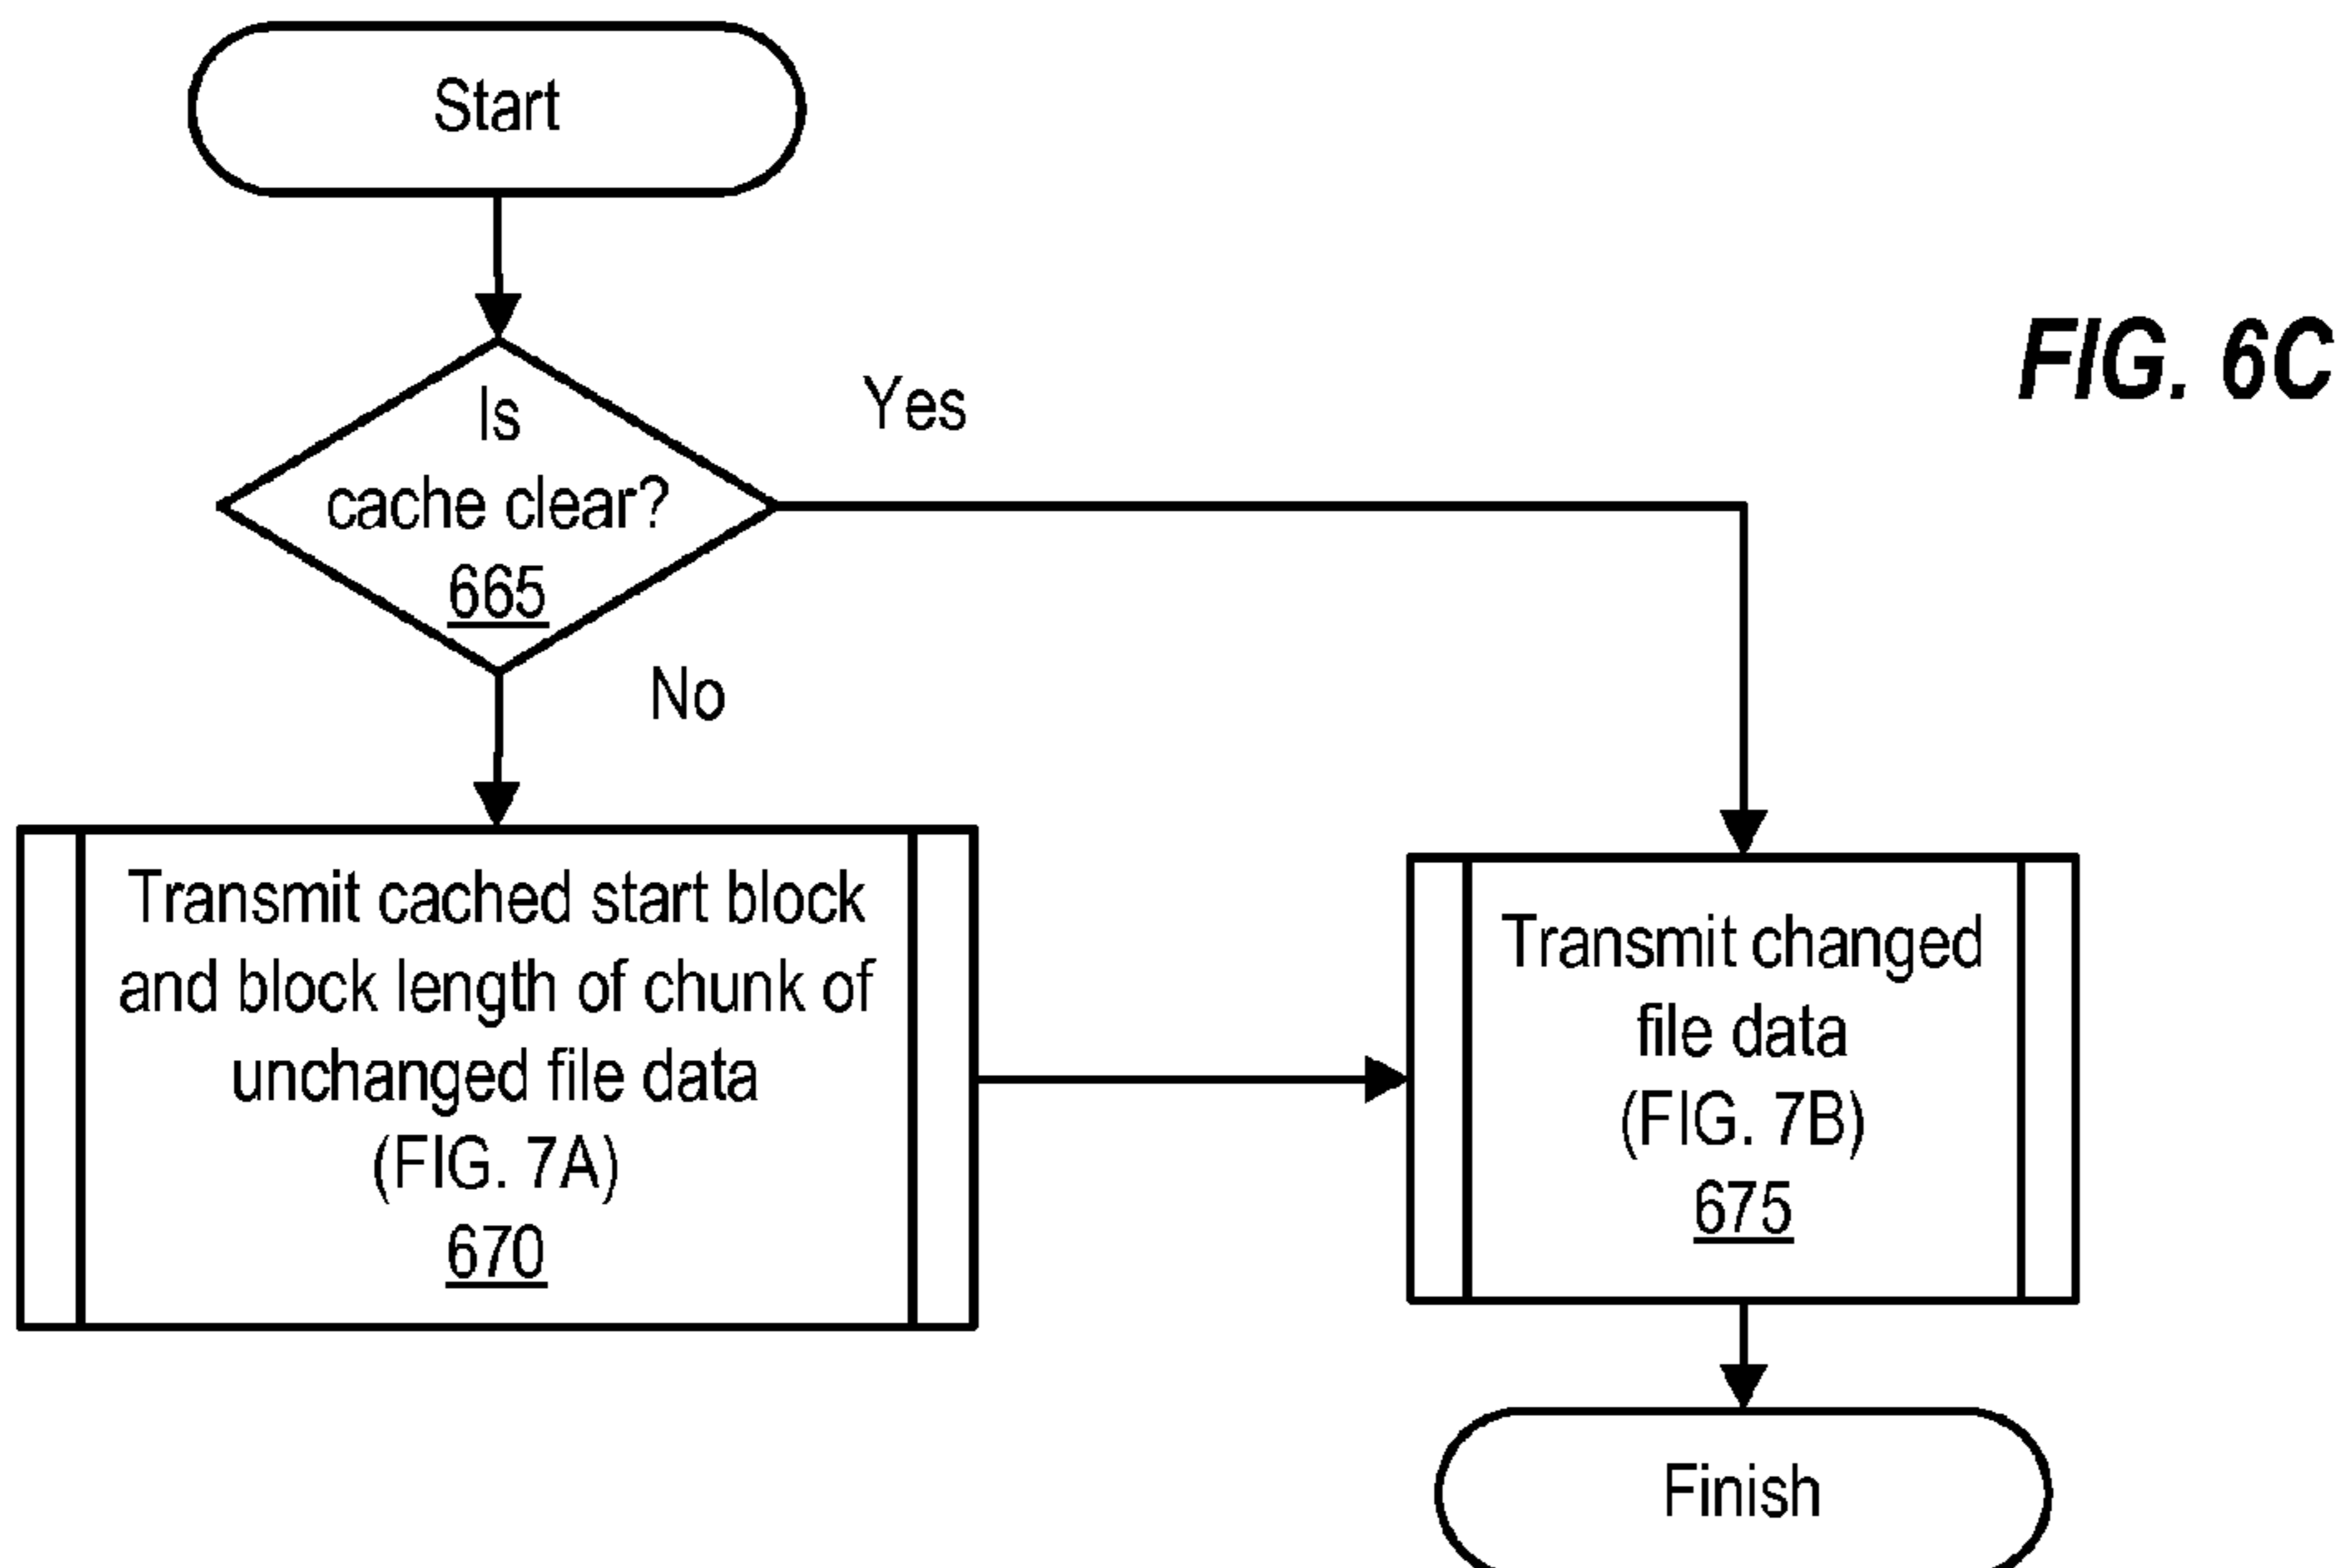 Start
FIG. 6C
Is
cache clear?
665
Yes
No
Transmit cached start block
and block length of chunk of
unchanged file data
(FIG. 7A)
670
Transmit changed
file data
(FIG. 7B)
675
Finish